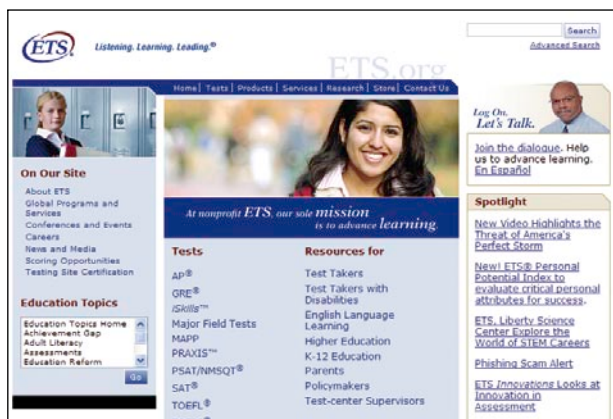 ETS
Listening. Learning. Leading.®
Search
Advanced Search
ETS.org
Home | Tests | Products | Services | Research | Store | Contact Us
At nonprofit ETS, our sole mission
is to advance learning.
On Our Site
About ETS
Global Programs and
Services
Conferences and Events
Careers
News and Media
Scoring Opportunities
Testing Site Certification
Education Topics
Education Topics Home
Achievement Gap
Adult Literacy
Assessments
Education Reform
Go
Tests
AP®
GRE®
iSkills™
Major Field Tests
MAPP
PRAXIS™
PSAT/NMSQT®
SAT®
TOEFL®
Resources for
Test Takers
Test Takers with
Disabilities
English Language
Learning
Higher Education
K-12 Education
Parents
Policymakers
Test-center Supervisors
Log On.
Let's Talk.
Join the dialogue. Help
us to advance learning.
En Español
Spotlight
New Video Highlights the
Threat of America's
Perfect Storm
New! ETS® Personal
Potential Index to
evaluate critical personal
attributes for success.
ETS, Liberty Science
Center Explore the
World of STEM Careers
Phishing Scam Alert
ETS Innovations Looks at
Innovation in
Assessment